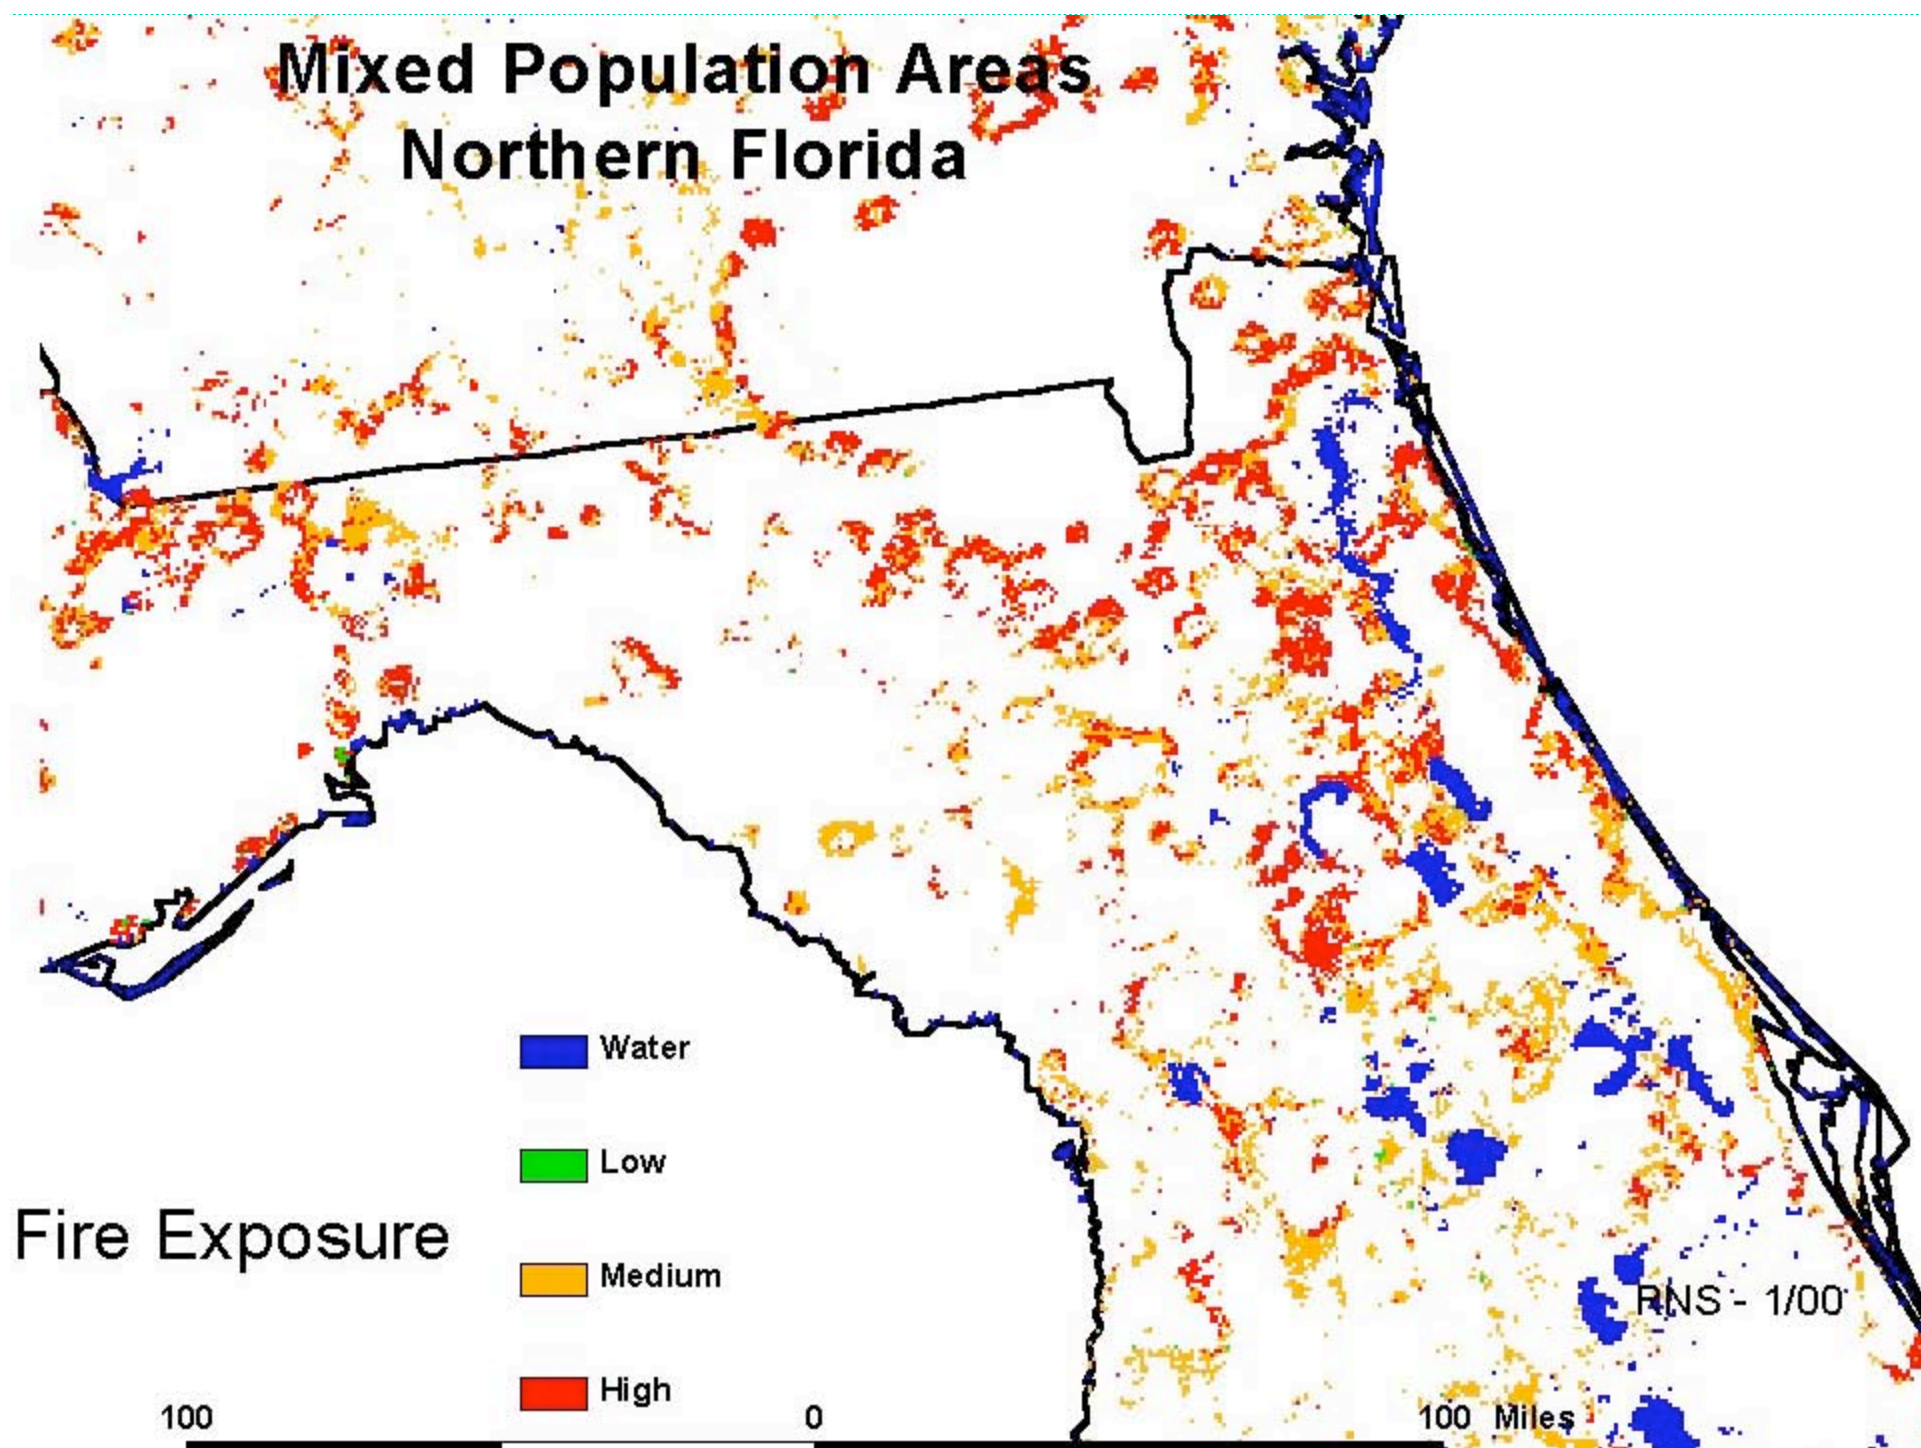 Mixed Population Areas
Northern Florida
Water
Low
Fire Exposure
Medium
RNS - 1/00
High
100 0 100 Miles